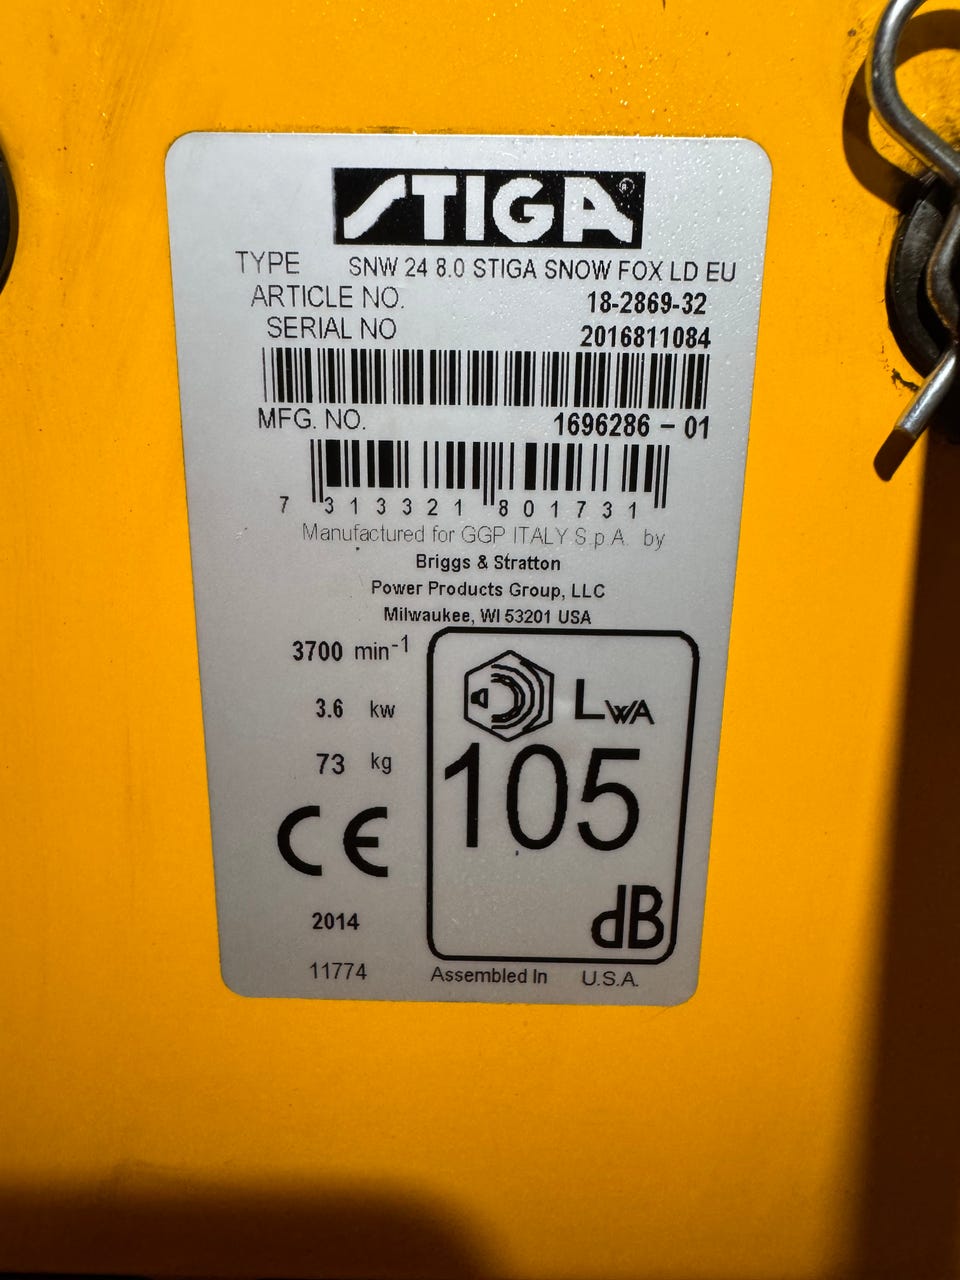 STIGA®
TYPE SNW 24 8.0 STIGA SNOW FOX LD EU
ARTICLE NO. 18-2869-32
SERIAL NO 2016811084
MFG. NO. 1696286 - 01
7 313321 801731
Manufactured for GGP ITALY S.p.A. by
Briggs & Stratton
Power Products Group, LLC
Milwaukee, WI 53201 USA
3700 min-1
3.6 kw
73 kg
CE
2014
11774
LWA
105
dB
Assembled In U.S.A.